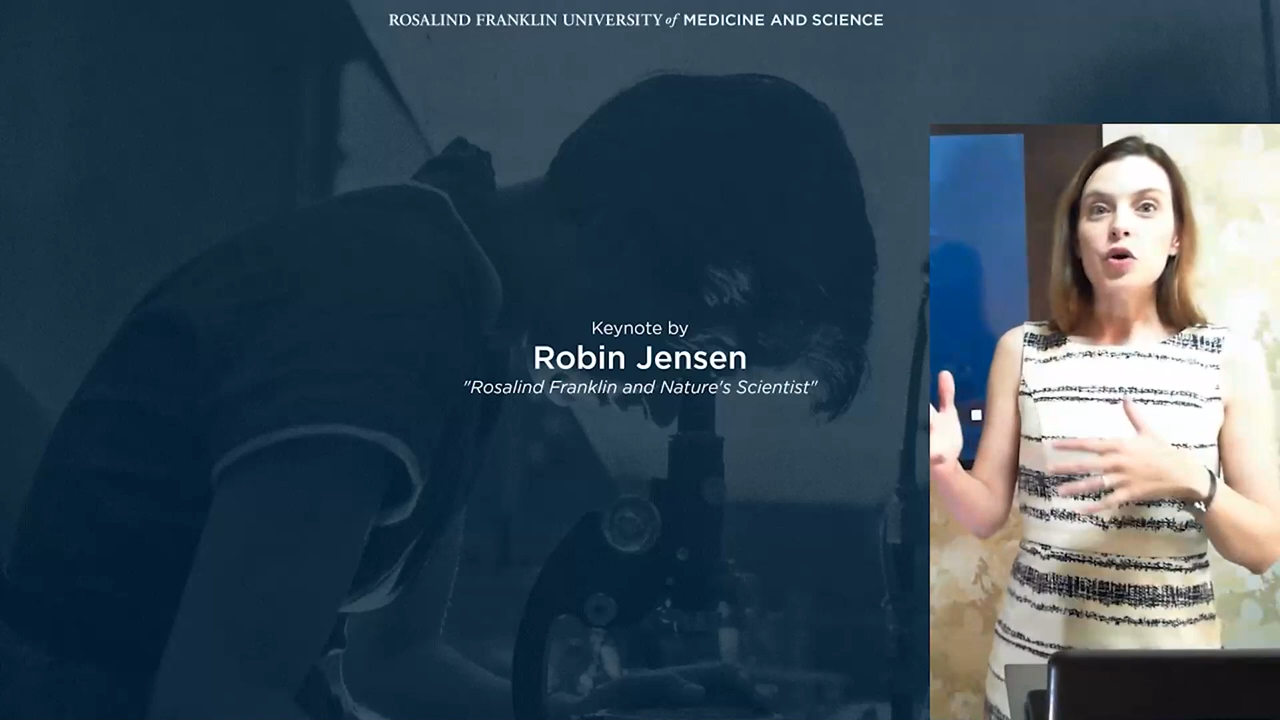 ROSALIND FRANKLIN UNIVERSITY of MEDICINE AND SCIENCE
Keynote by
Robin Jensen
"Rosalind Franklin and Nature's Scientist"